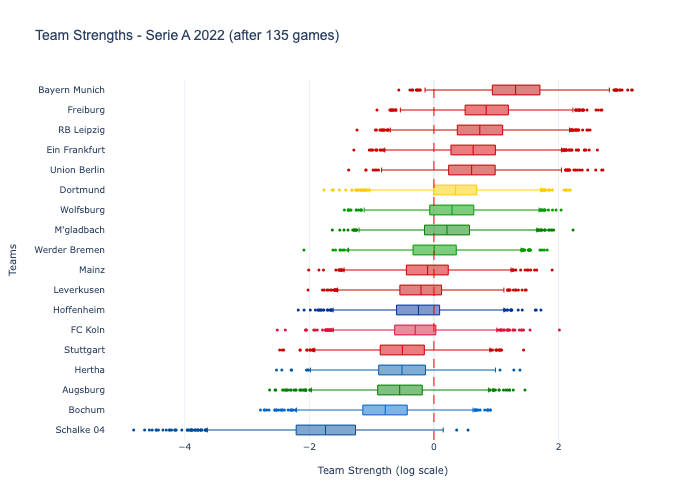 Team Strengths - Serie A 2022 (after 135 games)
Bayern Munich
Freiburg
RB Leipzig
Ein Frankfurt
Union Berlin
Dortmund
Wolfsburg
M'gladbach
Werder Bremen
Mainz
Leverkusen
Hoffenheim
FC Koln
Stuttgart
Hertha
Augsburg
Bochum
Schalke 04
Teams
−4 −2 0 2
Team Strength (log scale)